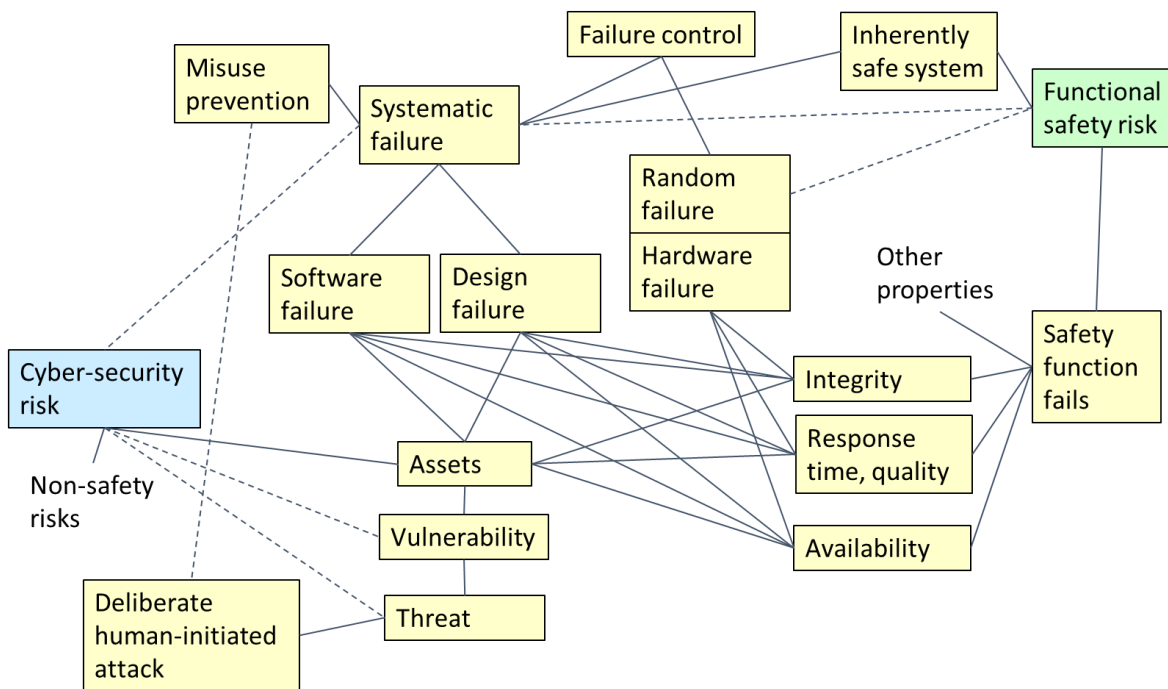 Failure control
Inherently
safe system
Misuse
prevention
Functional
safety risk
Systematic
failure
Random
failure
Hardware
failure
Software
failure
Design
failure
Other
properties
Safety
function
fails
Cyber-security
risk
Integrity
Response
time, quality
Assets
Non-safety
risks
Vulnerability
Availability
Deliberate
human-initiated
attack
Threat